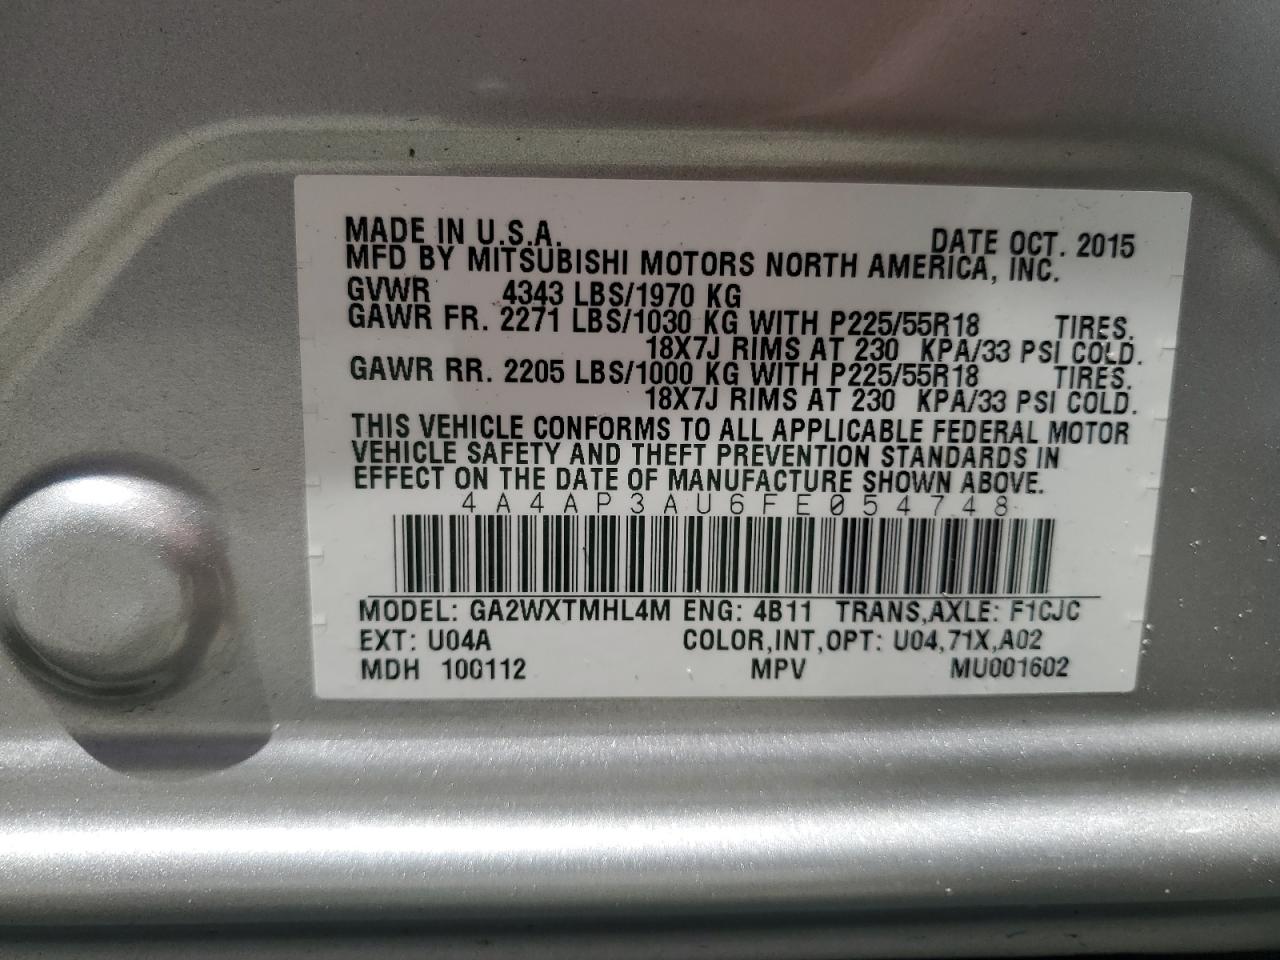 MADE IN U.S.A. DATE OCT. 2015
MFD BY MITSUBISHI MOTORS NORTH AMERICA, INC.
GVWR 4343 LBS/1970 KG
GAWR FR. 2271 LBS/1030 KG WITH P225/55R18 TIRES.
18X7J RIMS AT 230 KPA/33 PSI COLD.
GAWR RR. 2205 LBS/1000 KG WITH P225/55R18 TIRES.
18X7J RIMS AT 230 KPA/33 PSI COLD.
THIS VEHICLE CONFORMS TO ALL APPLICABLE FEDERAL MOTOR
VEHICLE SAFETY AND THEFT PREVENTION STANDARDS IN
EFFECT ON THE DATE OF MANUFACTURE SHOWN ABOVE.
4A4AP3AU6FE054748
MODEL: GA2WXTMHL4M ENG: 4B11 TRANS,AXLE: F1CJC
EXT: U04A COLOR,INT,OPT: U04,71X,A02
MDH 100112 MPV MU001602